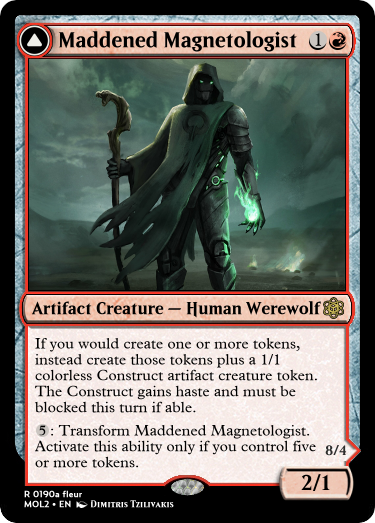 Maddened Magnetologist 1
Artifact Creature — Human Werewolf
If you would create one or more tokens,
instead create those tokens plus a 1/1
colorless Construct artifact creature token.
The Construct gains haste and must be
blocked this turn if able.
5: Transform Maddened Magnetologist.
Activate this ability only if you control five
or more tokens.
8/4
2/1
R 0190a fleur
MOL2 • EN Dimitris Tzilivakis